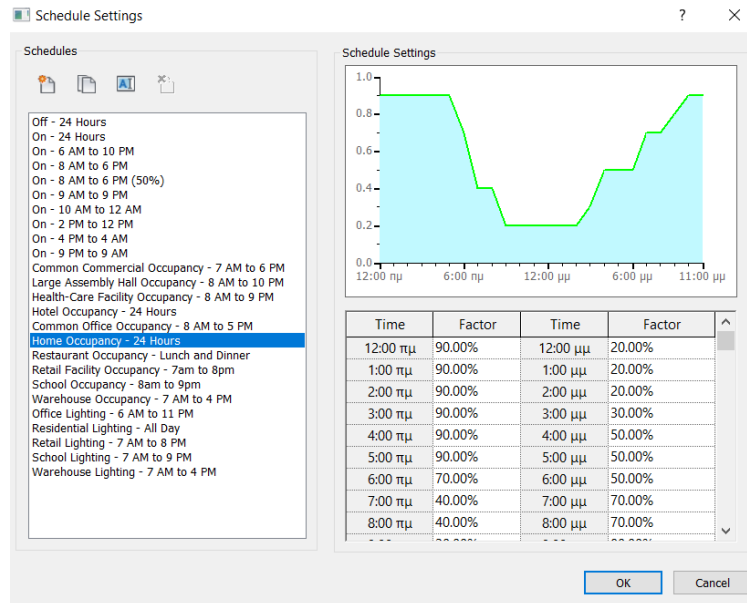 Schedule Settings
Schedules
Off - 24 Hours
On - 24 Hours
On - 6 AM to 10 PM
On - 8 AM to 6 PM
On - 8 AM to 6 PM (50%)
On - 9 AM to 9 PM
On - 10 AM to 12 AM
On - 2 PM to 12 PM
On - 4 PM to 4 AM
On - 9 PM to 9 AM
Common Commercial Occupancy - 7 AM to 6 PM
Large Assembly Hall Occupancy - 8 AM to 10 PM
Health-Care Facility Occupancy - 8 AM to 9 PM
Hotel Occupancy - 24 Hours
Common Office Occupancy - 8 AM to 5 PM
Home Occupancy - 24 Hours
Restaurant Occupancy - Lunch and Dinner
Retail Facility Occupancy - 7am to 8pm
School Occupancy - 8am to 9pm
Warehouse Occupancy - 7 AM to 4 PM
Office Lighting - 6 AM to 11 PM
Residential Lighting - All Day
Retail Lighting - 7 AM to 8 PM
School Lighting - 7 AM to 9 PM
Warehouse Lighting - 7 AM to 4 PM
Schedule Settings
1.0
0.8
0.6
0.4
0.2
0.0
12:00 πμ 6:00 πμ 12:00 μμ 6:00 μμ 11:00 μμ
Time Factor Time Factor
12:00 πμ 90.00% 12:00 μμ 20.00%
1:00 πμ 90.00% 1:00 μμ 20.00%
2:00 πμ 90.00% 2:00 μμ 20.00%
3:00 πμ 90.00% 3:00 μμ 30.00%
4:00 πμ 90.00% 4:00 μμ 50.00%
5:00 πμ 90.00% 5:00 μμ 50.00%
6:00 πμ 70.00% 6:00 μμ 50.00%
7:00 πμ 40.00% 7:00 μμ 70.00%
8:00 πμ 40.00% 8:00 μμ 70.00%
OK Cancel